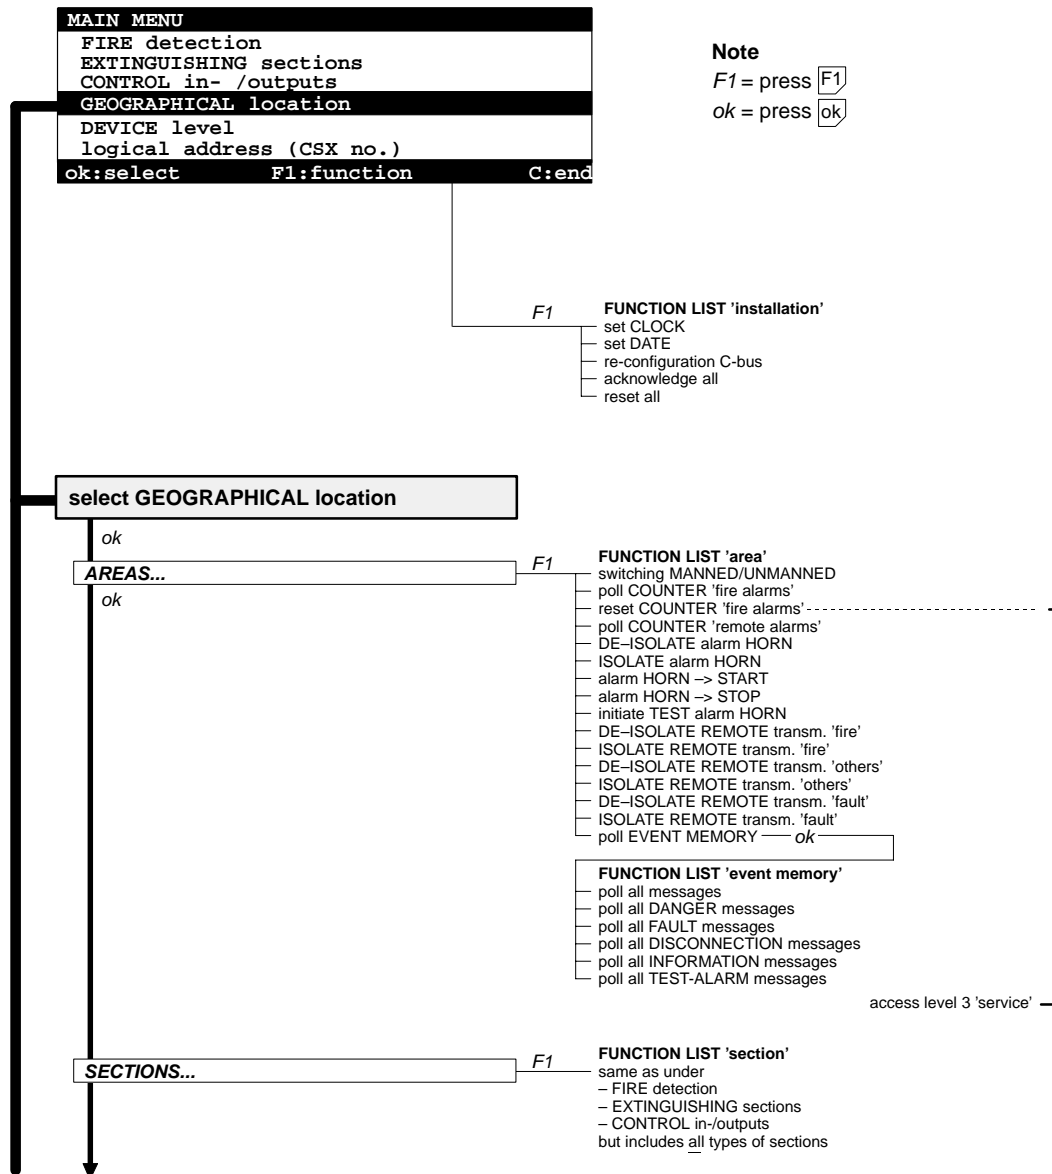 MAIN MENU
FIRE detection
EXTINGUISHING sections
CONTROL in- /outputs
GEOGRAPHICAL location
DEVICE level
logical address (CSX no.)
ok:select F1:function C:end
Note
F1 = press F1
ok = press ok
F1
FUNCTION LIST ’installation’
set CLOCK
set DATE
re-configuration C-bus
acknowledge all
reset all
select GEOGRAPHICAL location
ok
AREAS...
ok
F1
FUNCTION LIST ’area’
switching MANNED/UNMANNED
poll COUNTER ’fire alarms’
reset COUNTER ’fire alarms’
poll COUNTER ’remote alarms’
DE–ISOLATE alarm HORN
ISOLATE alarm HORN
alarm HORN –> START
alarm HORN –> STOP
initiate TEST alarm HORN
DE–ISOLATE REMOTE transm. ’fire’
ISOLATE REMOTE transm. ’fire’
DE–ISOLATE REMOTE transm. ’others’
ISOLATE REMOTE transm. ’others’
DE–ISOLATE REMOTE transm. ’fault’
ISOLATE REMOTE transm. ’fault’
poll EVENT MEMORY ok
FUNCTION LIST ’event memory’
poll all messages
poll all DANGER messages
poll all FAULT messages
poll all DISCONNECTION messages
poll all INFORMATION messages
poll all TEST-ALARM messages
access level 3 ’service’
SECTIONS...
F1
FUNCTION LIST ’section’
same as under
– FIRE detection
– EXTINGUISHING sections
– CONTROL in-/outputs
but includes all types of sections